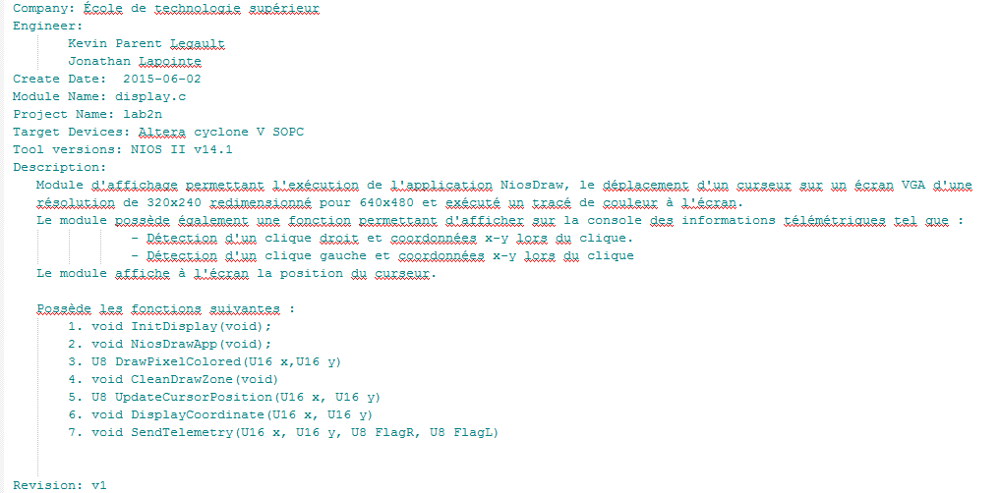 Company: École de technologie supérieur
Engineer:
Kevin Parent Legault
Jonathan Lapointe
Create Date:  2015-06-02
Module Name: display.c
Project Name: lab2n
Target Devices: Altera cyclone V SOPC
Tool versions: NIOS II v14.1
Description:
Module d'affichage permettant l'exécution de l'application NiosDraw, le déplacement d'un curseur sur un écran VGA d'une
résolution de 320x240 redimensionné pour 640x480 et exécuté un tracé de couleur à l'écran.
Le module possède également une fonction permettant d'afficher sur la console des informations télémétriques tel que :
- Détection d'un clique droit et coordonnées x-y lors du clique.
- Détection d'un clique gauche et coordonnées x-y lors du clique
Le module affiche à l'écran la position du curseur.
Possède les fonctions suivantes :
1. void InitDisplay(void);
2. void NiosDrawApp(void);
3. U8 DrawPixelColored(U16 x,U16 y)
4. void CleanDrawZone(void)
5. U8 UpdateCursorPosition(U16 x, U16 y)
6. void DisplayCoordinate(U16 x, U16 y)
7. void SendTelemetry(U16 x, U16 y, U8 FlagR, U8 FlagL)
Revision: v1